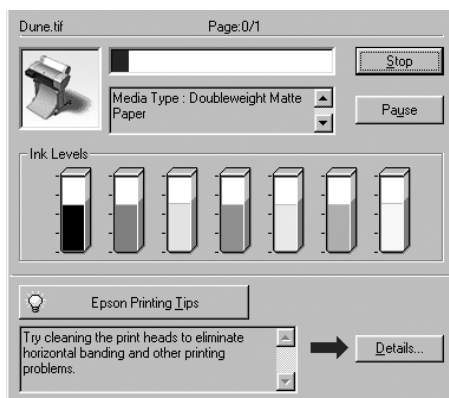 Dune.tif Page:0/1
Stop
Media Type : Doubleweight Matte
Paper
Pause
Ink Levels
Epson Printing Tips
Try cleaning the print heads to eliminate
horizontal banding and other printing
problems.
Details...